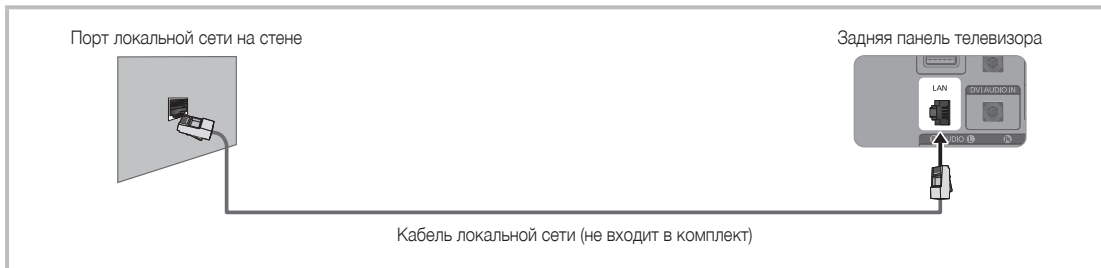 Порт локальной сети на стене
Задняя панель телевизора
LAN
DVI AUDIO IN
Кабель локальной сети (не входит в комплект)